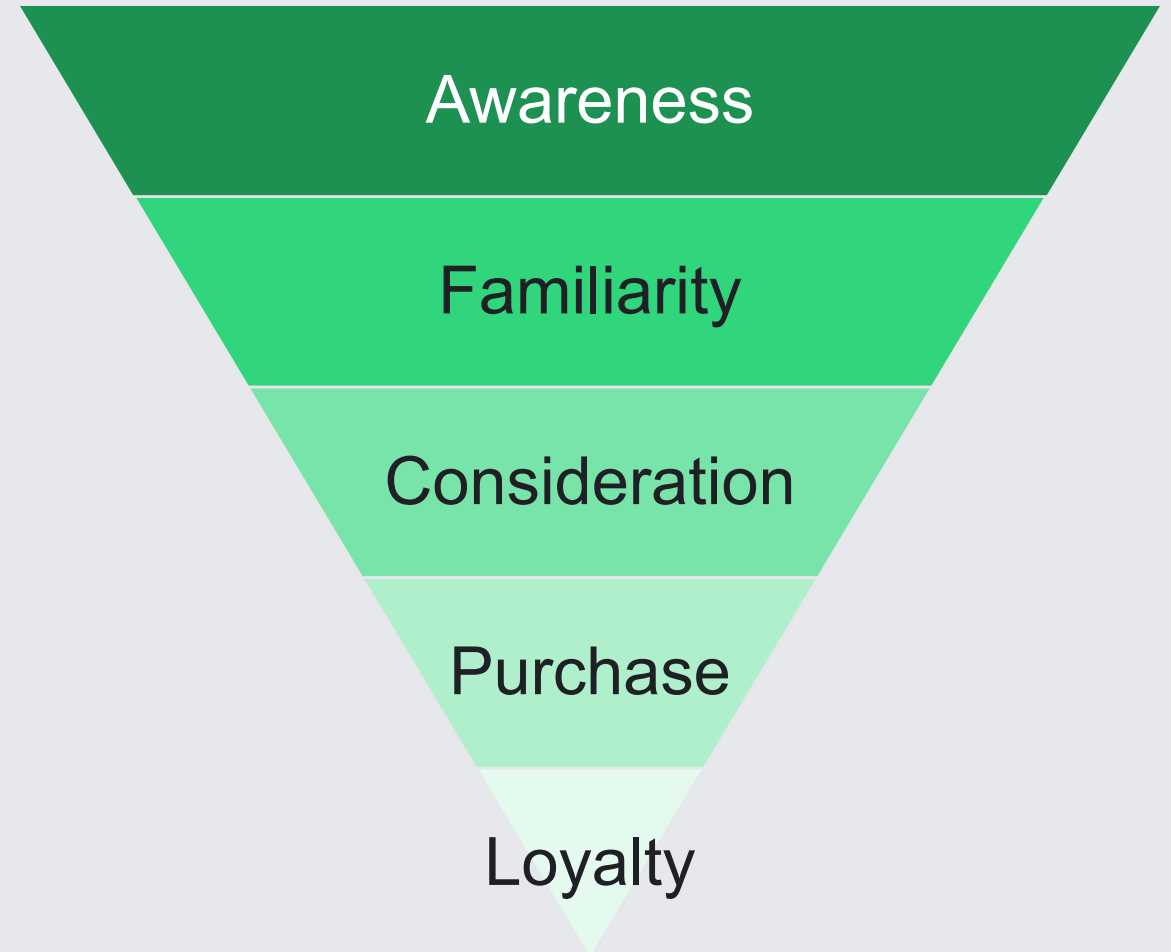 Awareness
Familiarity
Consideration
Purchase
Loyalty